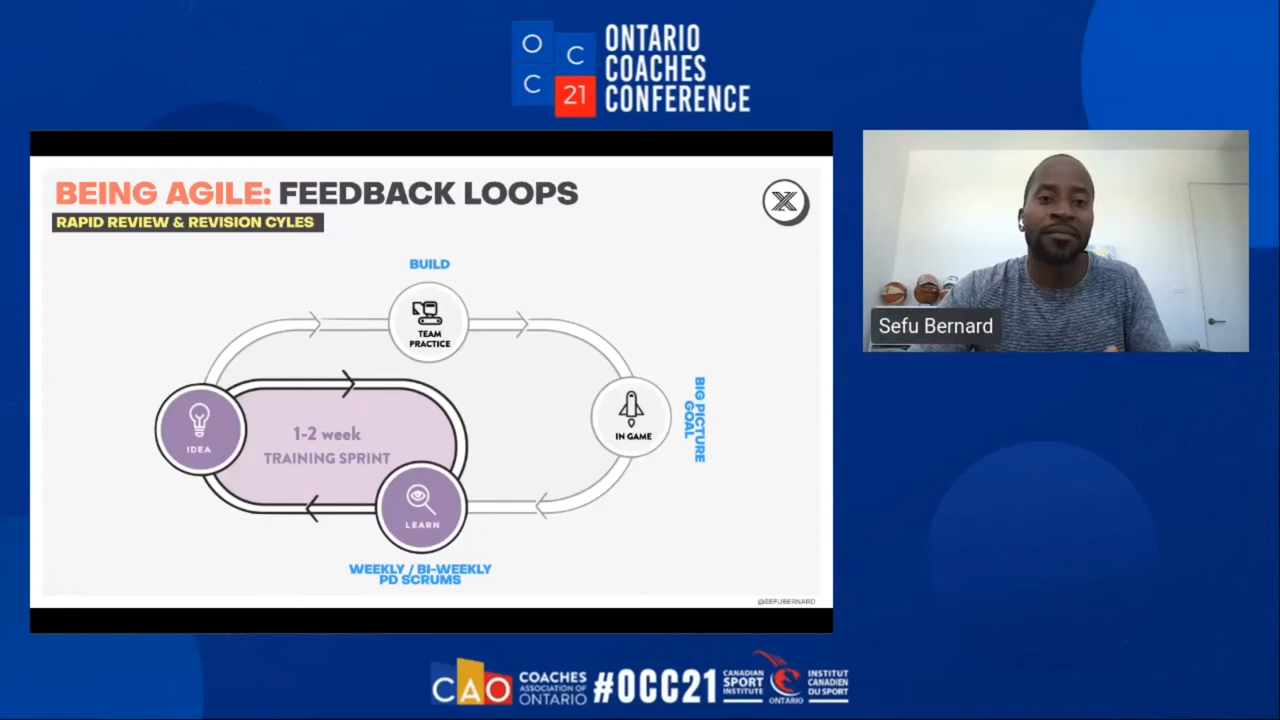 O
C
C
21
ONTARIO
COACHES
CONFERENCE
BEING AGILE: FEEDBACK LOOPS
RAPID REVIEW & REVISION CYLES
BUILD
TEAM
PRACTICE
IDEA
1-2 week
TRAINING SPRINT
LEARN
IN GAME
BIG PICTURE
GOAL
WEEKLY / BI-WEEKLY
PD SCRUMS
@SEFUBERNARD
Sefu Bernard
CAO
COACHES
ASSOCIATION OF
ONTARIO
#OCC21
CANADIAN
SPORT
INSTITUTE
ONTARIO
INSTITUT
CANADIEN
DU SPORT